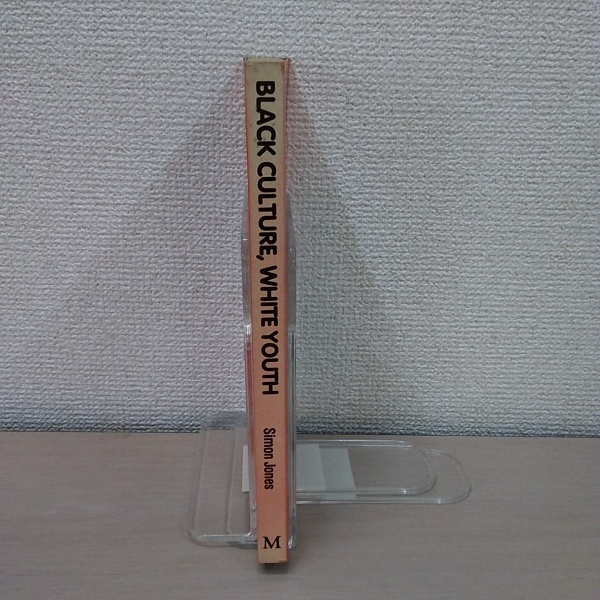 BLACK CULTURE, WHITE YOUTH
Simon Jones
M